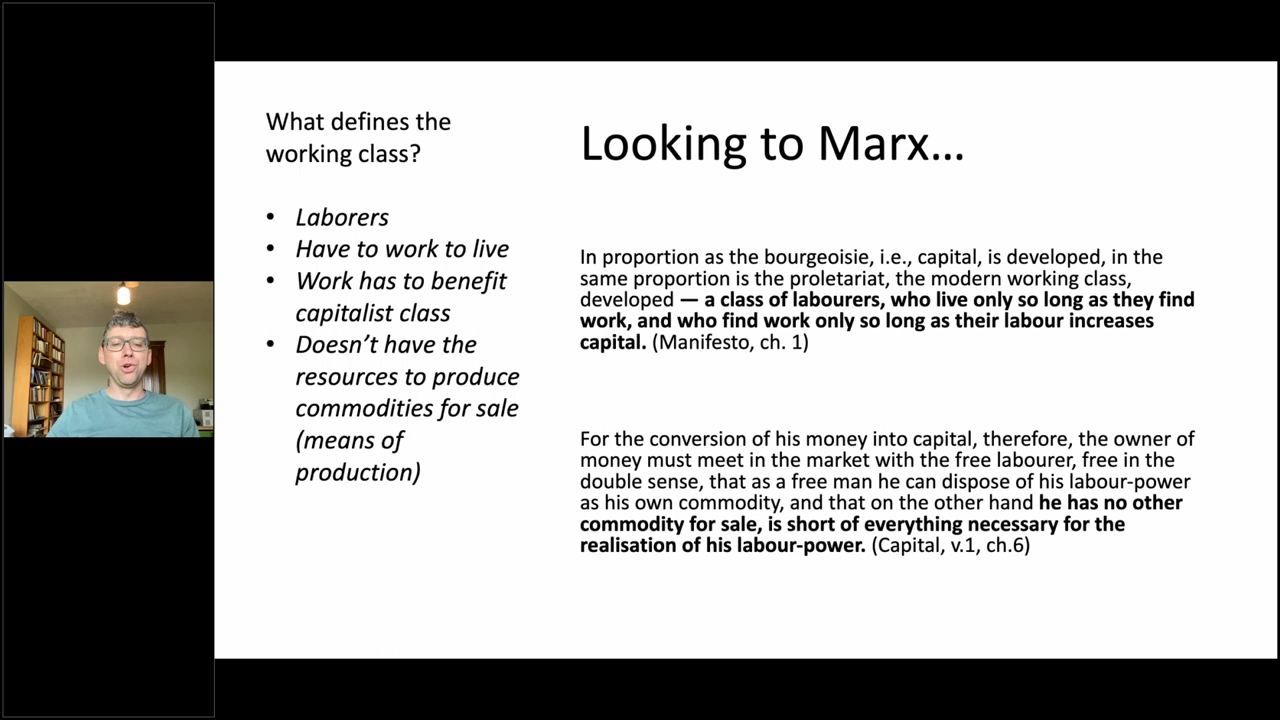 What defines the
working class?
• Laborers
• Have to work to live
• Work has to benefit
capitalist class
• Doesn’t have the
resources to produce
commodities for sale
(means of
production)
Looking to Marx…
In proportion as the bourgeoisie, i.e., capital, is developed, in the
same proportion is the proletariat, the modern working class,
developed — a class of labourers, who live only so long as they find
work, and who find work only so long as their labour increases
capital. (Manifesto, ch. 1)
For the conversion of his money into capital, therefore, the owner of
money must meet in the market with the free labourer, free in the
double sense, that as a free man he can dispose of his labour-power
as his own commodity, and that on the other hand he has no other
commodity for sale, is short of everything necessary for the
realisation of his labour-power. (Capital, v.1, ch.6)